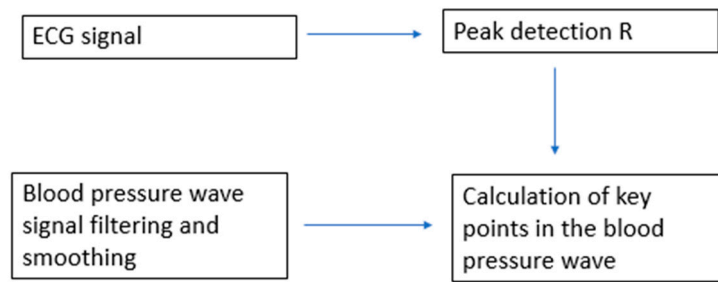 ECG signal
Peak detection R
Blood pressure wave
signal filtering and
smoothing
Calculation of key
points in the blood
pressure wave